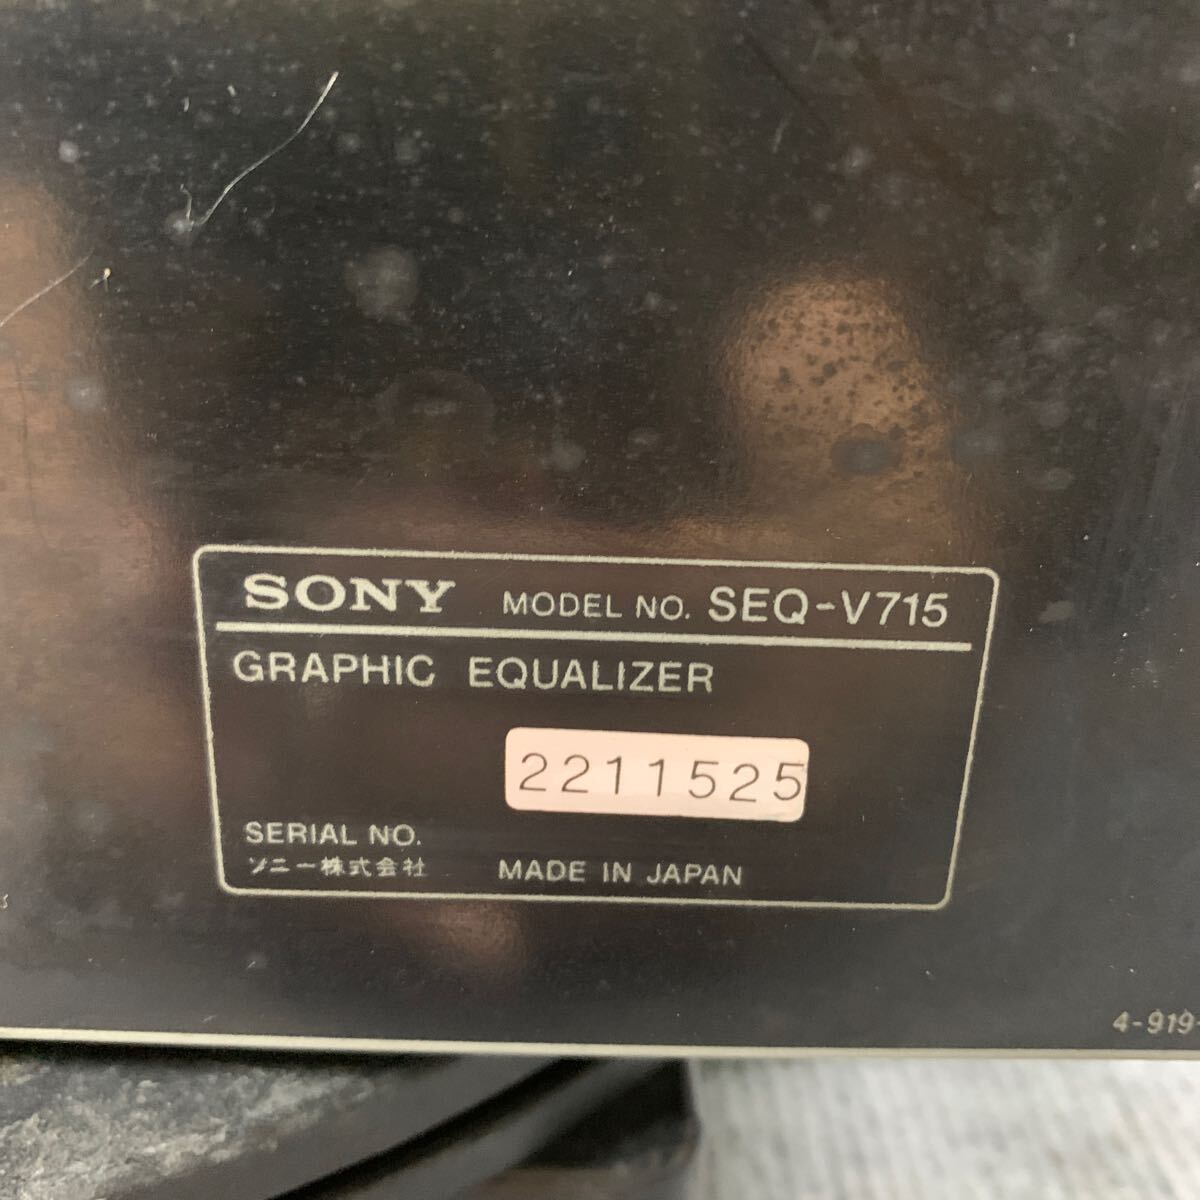 SONY MODEL NO. SEQ-V715
GRAPHIC EQUALIZER
2211525
SERIAL NO.
ソニー株式会社 MADE IN JAPAN
4-919-